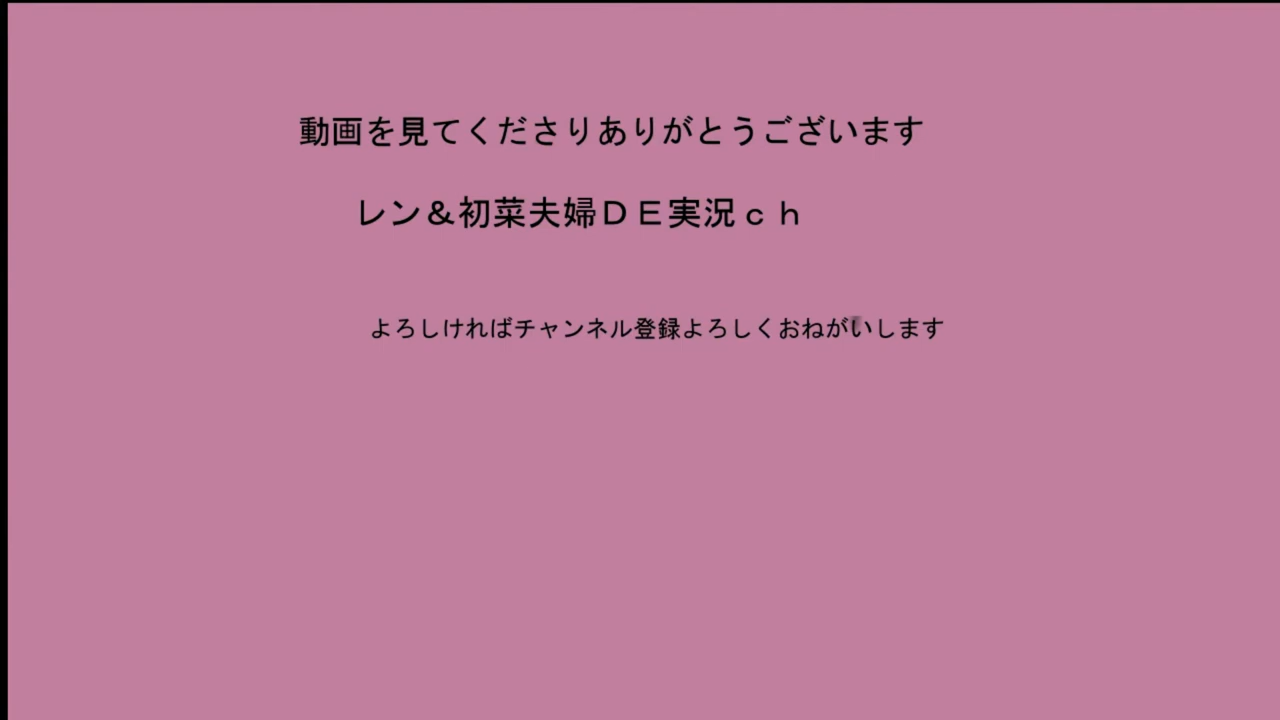 動画を見てくださりありがとうございます
レン＆初菜夫婦ＤＥ実況ｃｈ
よろしければチャンネル登録よろしくおねがいします